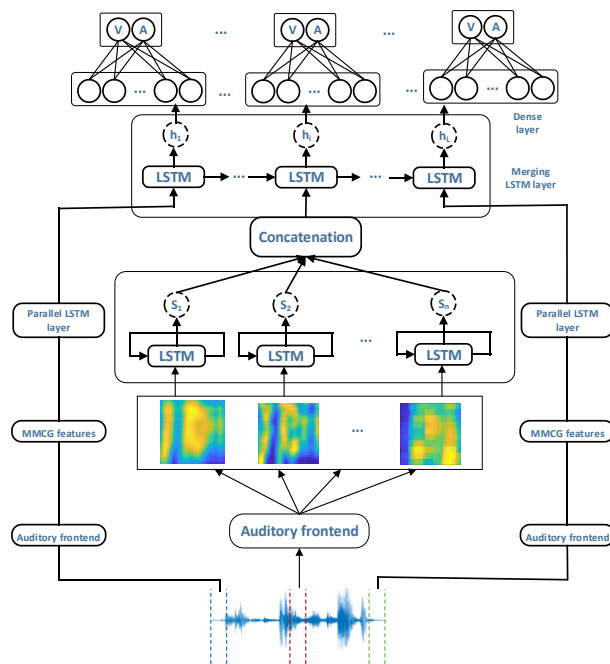 V A ... V A ... V A
... ... ... ... ...
Dense
layer
h1 hi hL
LSTM ... LSTM ... LSTM
Merging
LSTM layer
Concatenation
S1 S2 Sn
Parallel LSTM
layer
Parallel LSTM
layer
...
LSTM LSTM LSTM
MMCG features
...
MMCG features
Auditory frontend
Auditory frontend
Auditory frontend